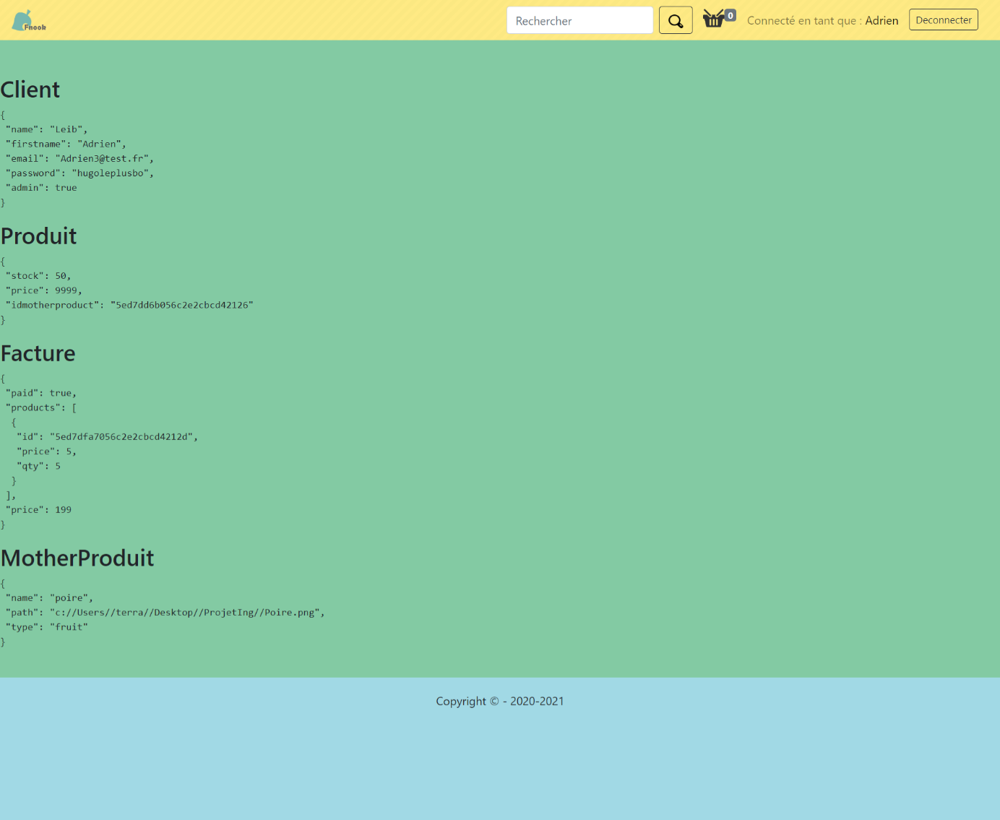 Fnook
Rechercher
0
Connecté en tant que : Adrien
Deconnecter
Client
{
"name": "Leib",
"firstname": "Adrien",
"email": "Adrien3@test.fr",
"password": "hugoleplusbo",
"admin": true
}
Produit
{
"stock": 50,
"price": 9999,
"idmotherproduct": "5ed7dd6b056c2e2cbcd42126"
}
Facture
{
"paid": true,
"products": [
{
"id": "5ed7dfa7056c2e2cbcd4212d",
"price": 5,
"qty": 5
}
],
"price": 199
}
MotherProduit
{
"name": "poire",
"path": "c://Users//terra//Desktop//ProjetIng//Poire.png",
"type": "fruit"
}
Copyright © - 2020-2021